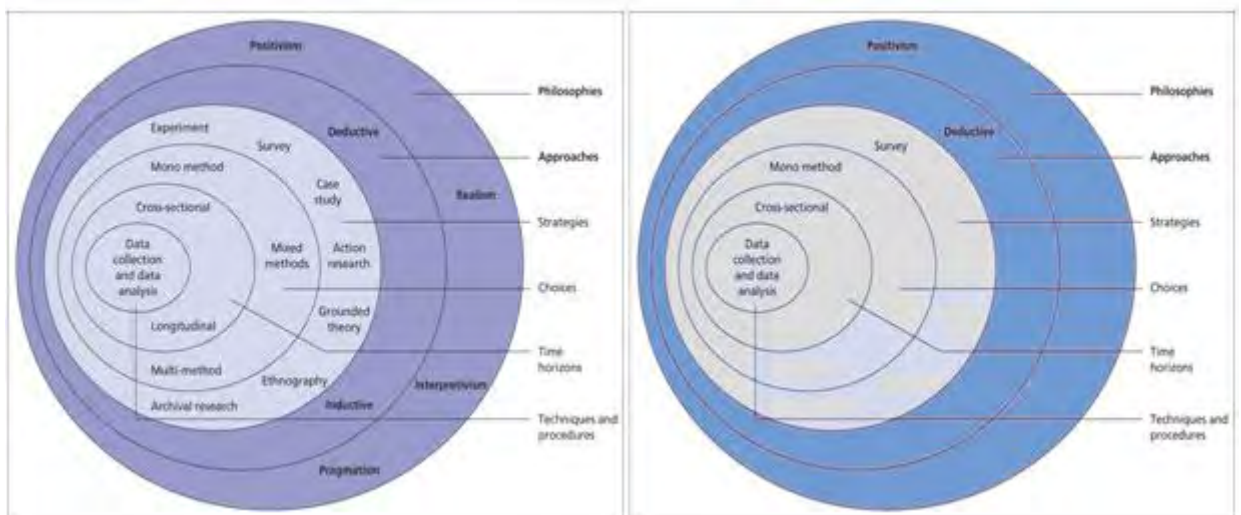 Positivism
Philosophies
Experiment
Deductive
Survey
Approaches
Mono method
Case
study
Realism
Cross-sectional
Strategies
Data
collection
and data
analysis
Mixed
methods
Action
research
Choices
Longitudinal
Grounded
theory
Time
horizons
Multi-method
Ethnography
Interpretivism
Archival research
Inductive
Techniques and
procedures
Pragmatism
Positivism
Philosophies
Deductive
Survey
Approaches
Mono method
Cross-sectional
Strategies
Data
collection
and data
analysis
Choices
Time
horizons
Techniques and
procedures